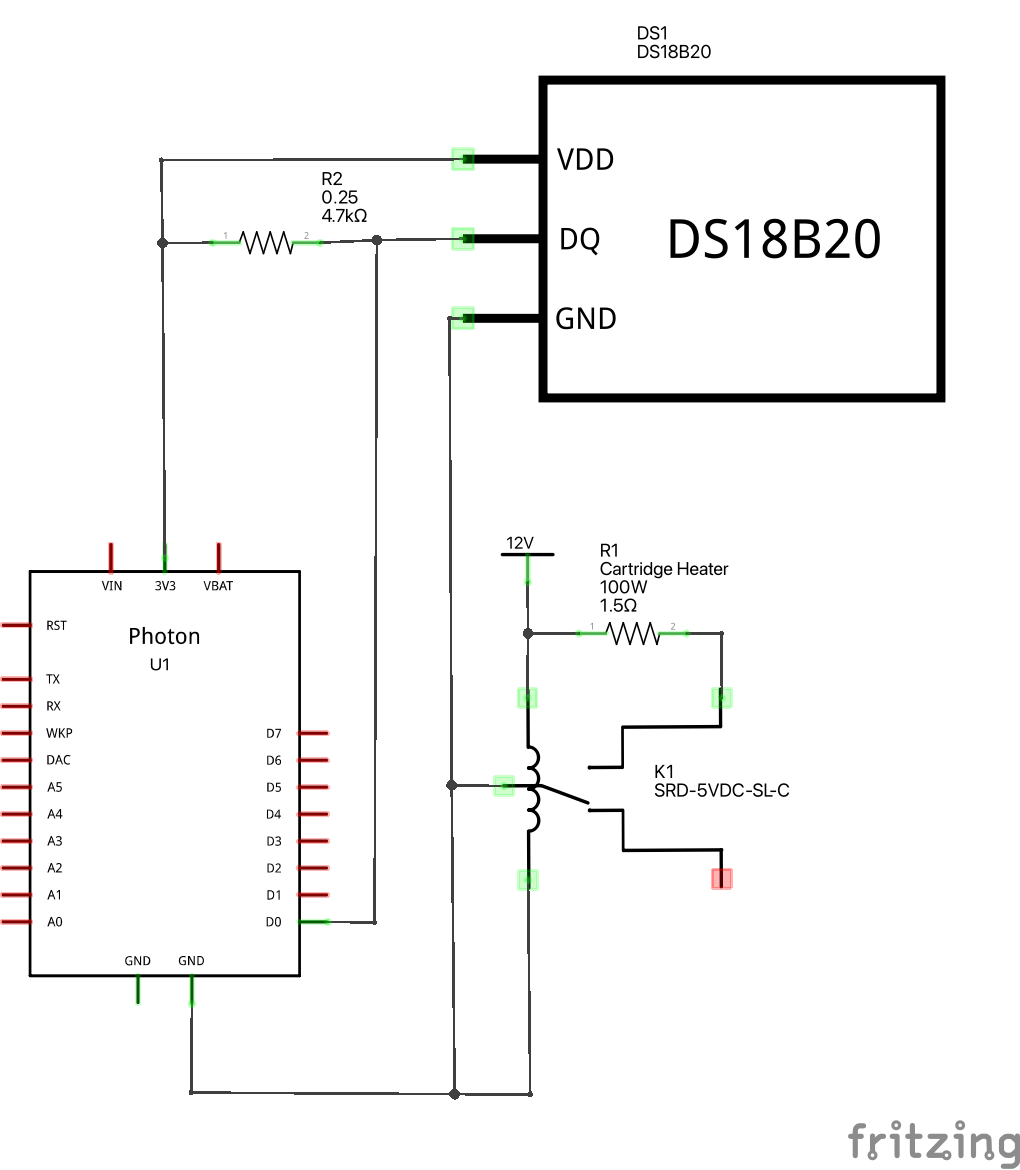 DS1
DS18B20
VDD
R2
0.25
4.7kΩ
1
2
DQ
DS18B20
GND
12V
R1
Cartridge Heater
100W
1.5Ω
1
2
VIN
3V3
VBAT
RST
Photon
U1
TX
RX
WKP
D7
DAC
D6
A5
D5
K1
SRD-5VDC-SL-C
A4
D4
A3
D3
A2
D2
A1
D1
A0
D0
GND
GND
fritzing